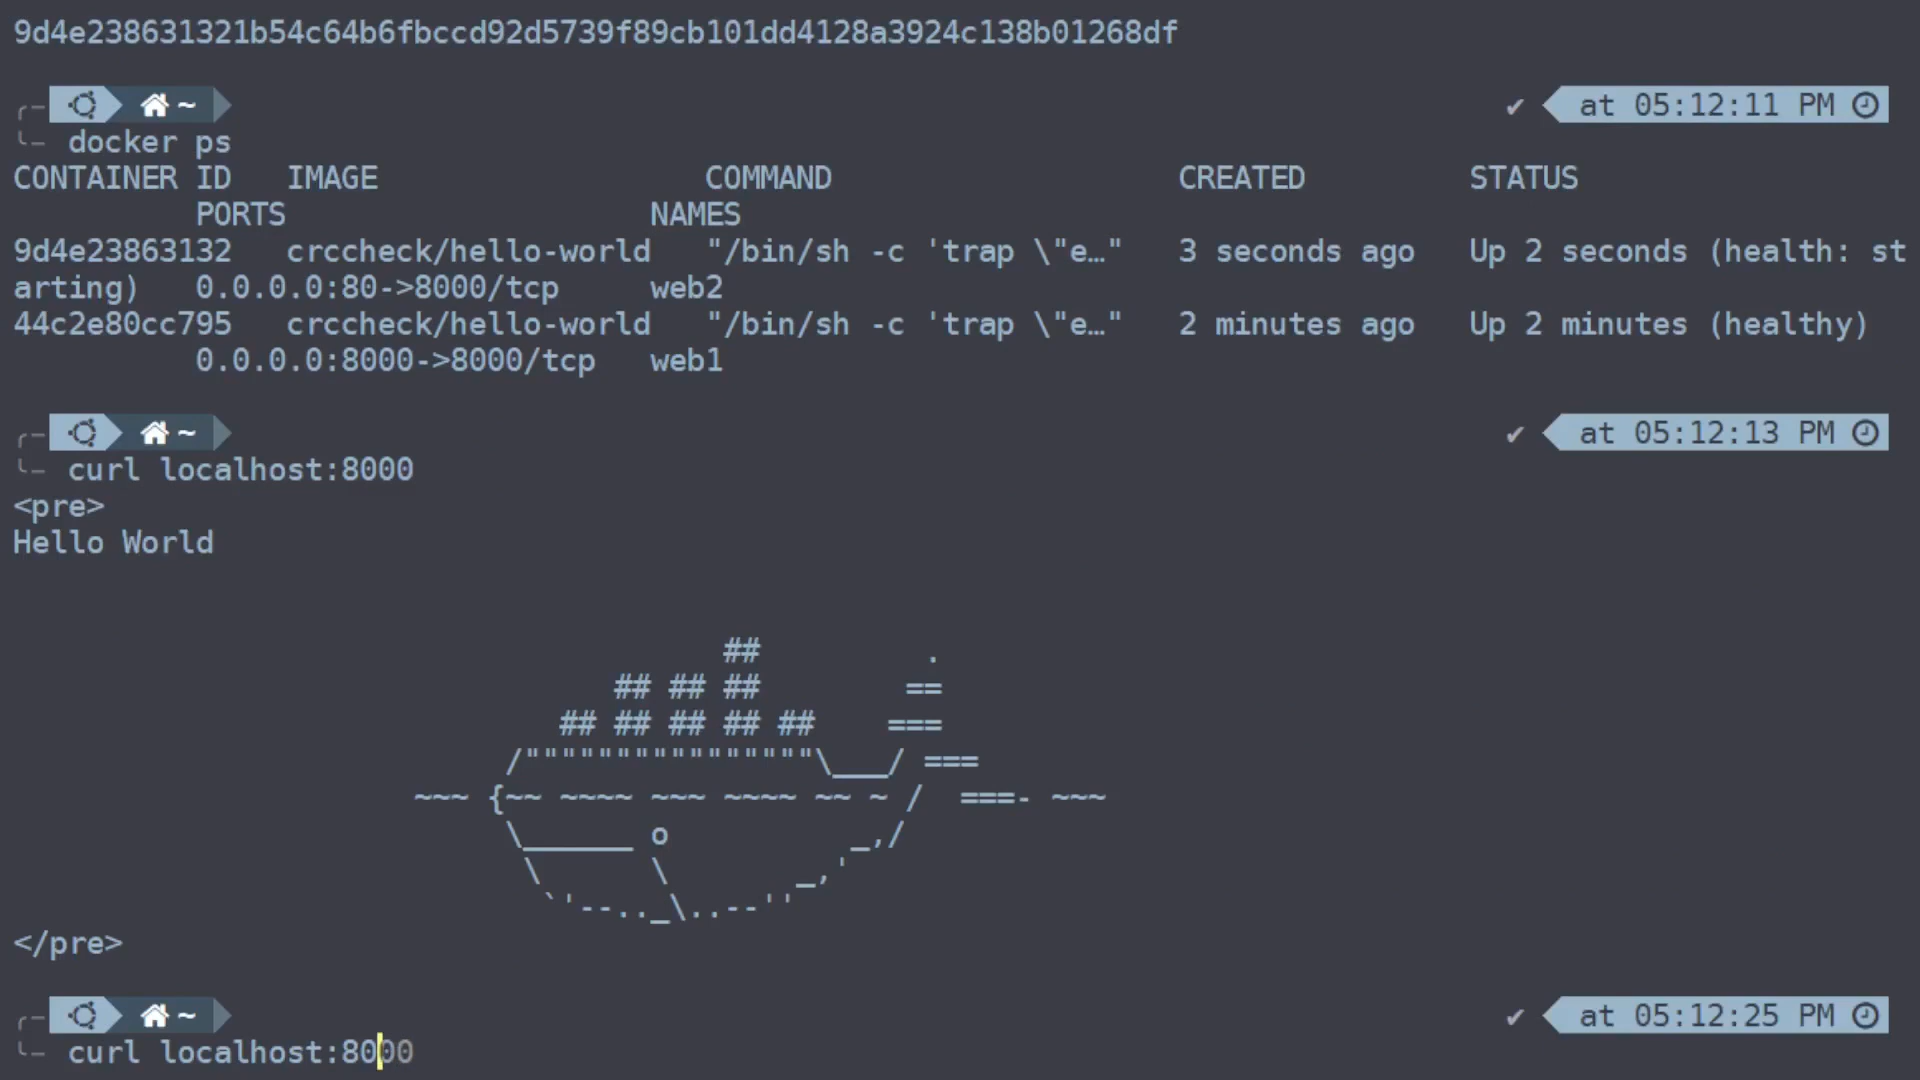 9d4e238631321b54c64b6fbccd92d5739f89cb101dd4128a3924c138b01268df
~ ✔ at 05:12:11 PM
docker ps
CONTAINER ID   IMAGE                  COMMAND                   CREATED         STATUS
          PORTS                    NAMES
9d4e23863132   crccheck/hello-world   "/bin/sh -c 'trap \"e…"   3 seconds ago   Up 2 seconds (health: st
arting)   0.0.0.0:80->8000/tcp     web2
44c2e80cc795   crccheck/hello-world   "/bin/sh -c 'trap \"e…"   2 minutes ago   Up 2 minutes (healthy)
          0.0.0.0:8000->8000/tcp   web1
~ ✔ at 05:12:13 PM
curl localhost:8000
<pre>
Hello World
                                       ##         .
                                 ## ## ##        ==
                              ## ## ## ## ##    ===
                           /""""""""""""""""\___/ ===
                      ~~~ {~~ ~~~~ ~~~ ~~~~ ~~ ~ /  ===- ~~~
                           \______ o          _,/
                            \      \       _,'
                             `'--.._\..--''
</pre>
~ ✔ at 05:12:25 PM
curl localhost:8000